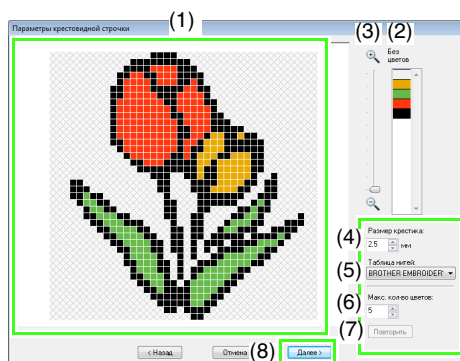 (1)
Параметры крестовидной строчки
(3) (2)
Без
цветов
(4)
Размер крестика:
2.5 мм
Таблица нитей:
(5) BROTHER EMBROIDERY
(6) Макс. кол-во цветов:
5
(7) Повторить
< Назад Отмена (8) Далее >